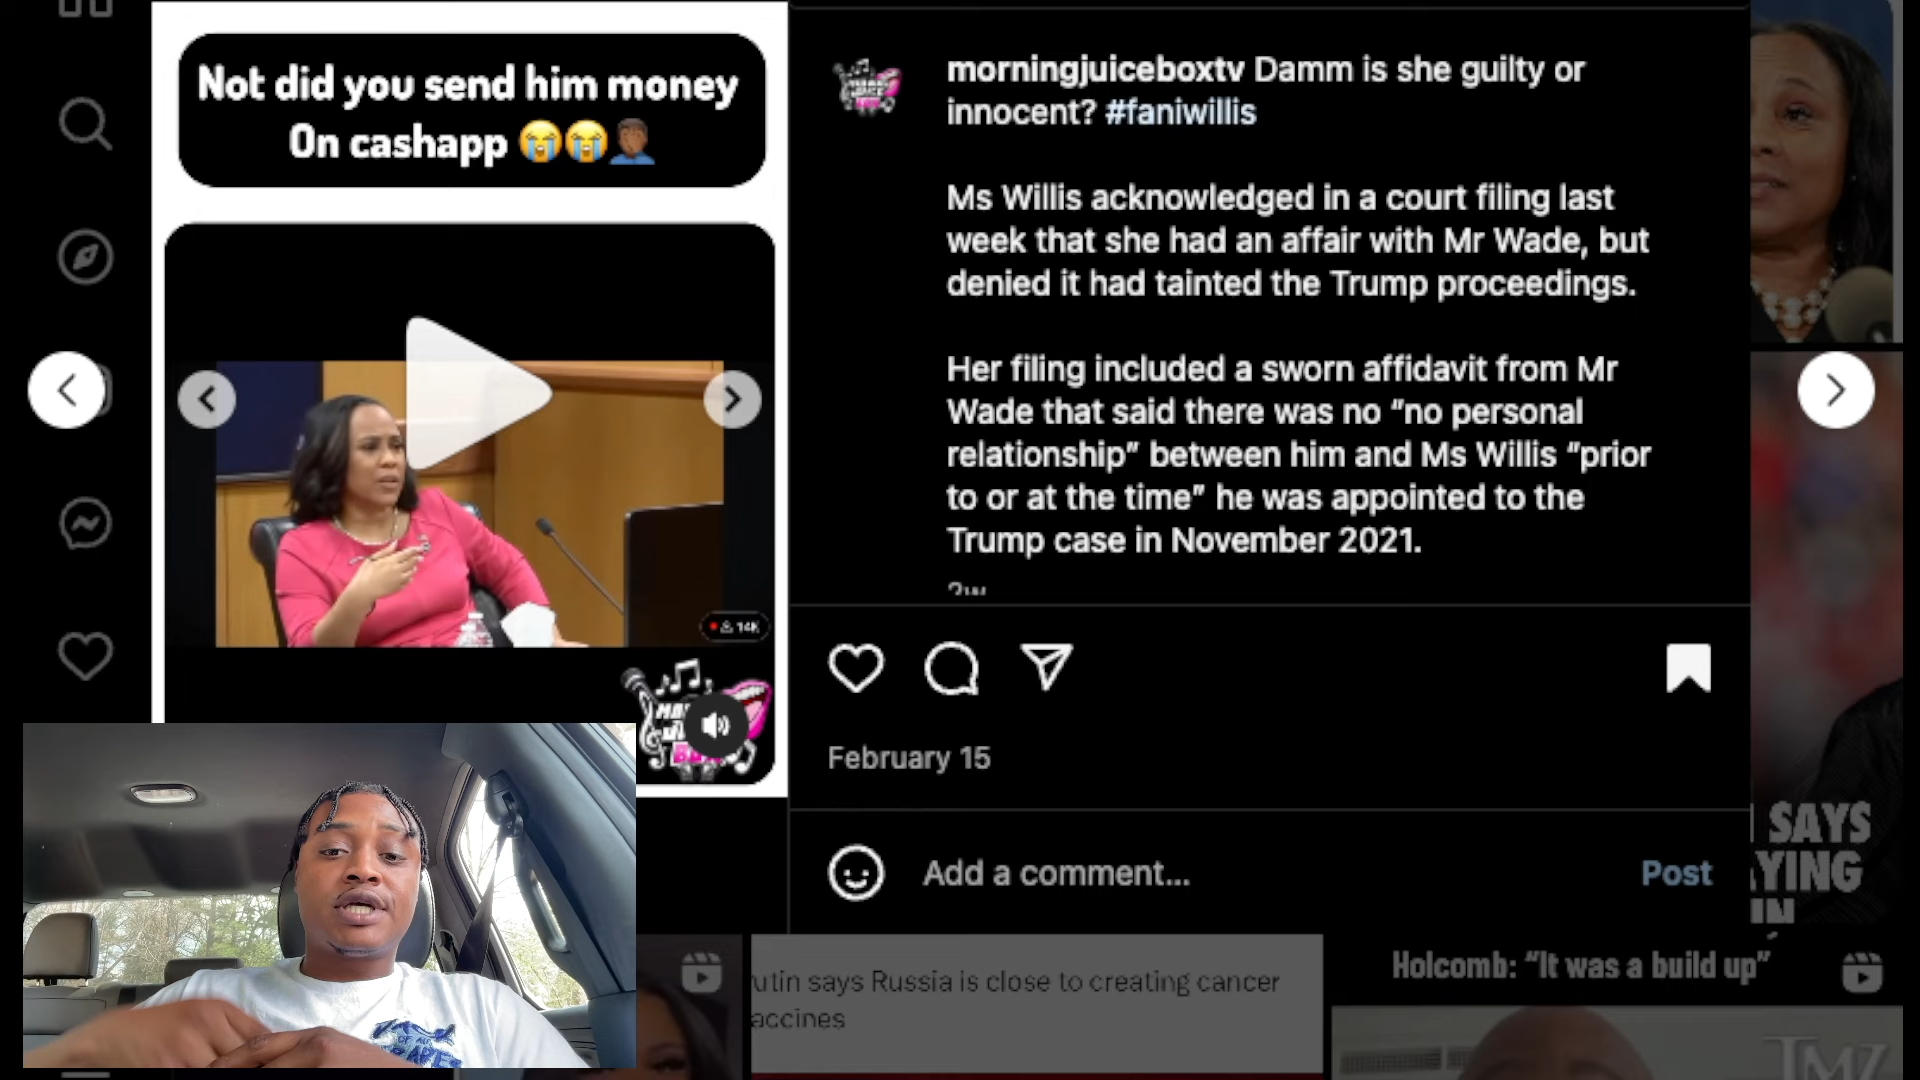 Not did you send him money
On cashapp 😭😭🤦🏾‍♂️
14K
morningjuiceboxtv Damm is she guilty or
innocent? #faniwillis
Ms Willis acknowledged in a court filing last
week that she had an affair with Mr Wade, but
denied it had tainted the Trump proceedings.
Her filing included a sworn affidavit from Mr
Wade that said there was no “no personal
relationship” between him and Ms Willis “prior
to or at the time” he was appointed to the
Trump case in November 2021.
February 15
Add a comment...
Post
SAYS
utin says Russia is close to creating cancer
accines
Holcomb: “It was a build up”
TMZ